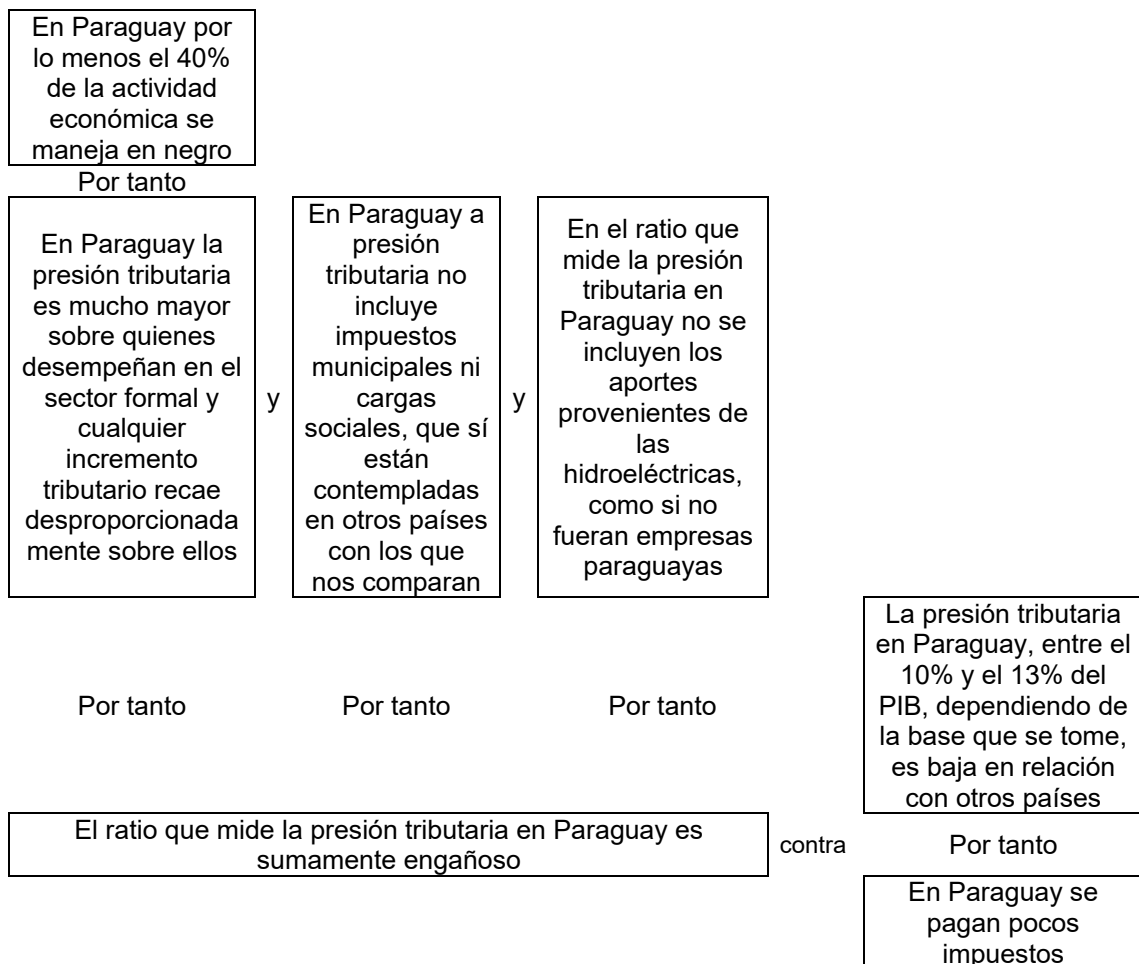 En Paraguay por
lo menos el 40%
de la actividad
económica se
maneja en negro
Por tanto
En Paraguay la
presión tributaria
es mucho mayor
sobre quienes
desempeñan en el
sector formal y
cualquier
incremento
tributario recae
desproporcionada
mente sobre ellos
y
En Paraguay a
presión
tributaria no
incluye
impuestos
municipales ni
cargas
sociales, que sí
están
contempladas
en otros países
con los que
nos comparan
y
En el ratio que
mide la presión
tributaria en
Paraguay no se
incluyen los
aportes
provenientes de
las
hidroeléctricas,
como si no
fueran empresas
paraguayas
Por tanto
Por tanto
Por tanto
La presión tributaria
en Paraguay, entre el
10% y el 13% del
PIB, dependiendo de
la base que se tome,
es baja en relación
con otros países
El ratio que mide la presión tributaria en Paraguay es
sumamente engañoso
contra
Por tanto
En Paraguay se
pagan pocos
impuestos